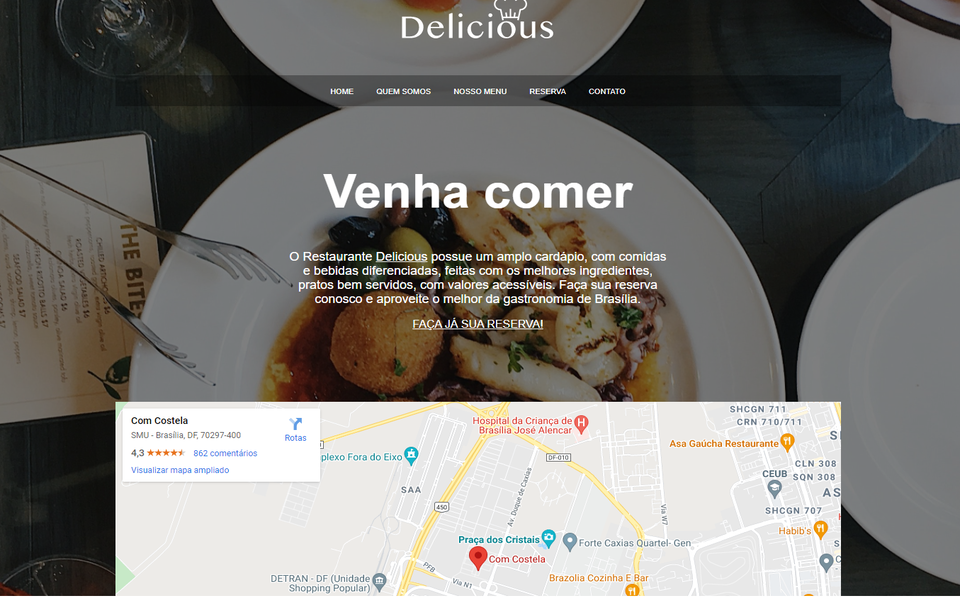 Delicious
HOME QUEM SOMOS NOSSO MENU RESERVA CONTATO
Venha comer
O Restaurante Delicious possue um amplo cardápio, com comidas
e bebidas diferenciadas, feitas com os melhores ingredientes,
pratos bem servidos, com valores acessíveis. Faça sua reserva
conosco e aproveite o melhor da gastronomia de Brasília.
FAÇA JÁ SUA RESERVA!
THE BITE
Com Costela
SMU - Brasília, DF, 70297-400
Rotas
4,3 862 comentários
Visualizar mapa ampliado
Hospital da Criança de
Brasília José Alencar
SHCGN 711
CRN 710/711
Asa Gaúcha Restaurante
plexo Fora do Eixo
DF-010
CLN 308
CEUB
SQN 308
SAA
AS
450
Av. Duque de Caxias
Via W7
SHCGN 707
Habib's
Praça dos Cristais
Forte Caxias Quartel- Gen
Com Costela
PFB
Via N1
DETRAN - DF (Unidade
Shopping Popular)
Brazolia Cozinha E Bar